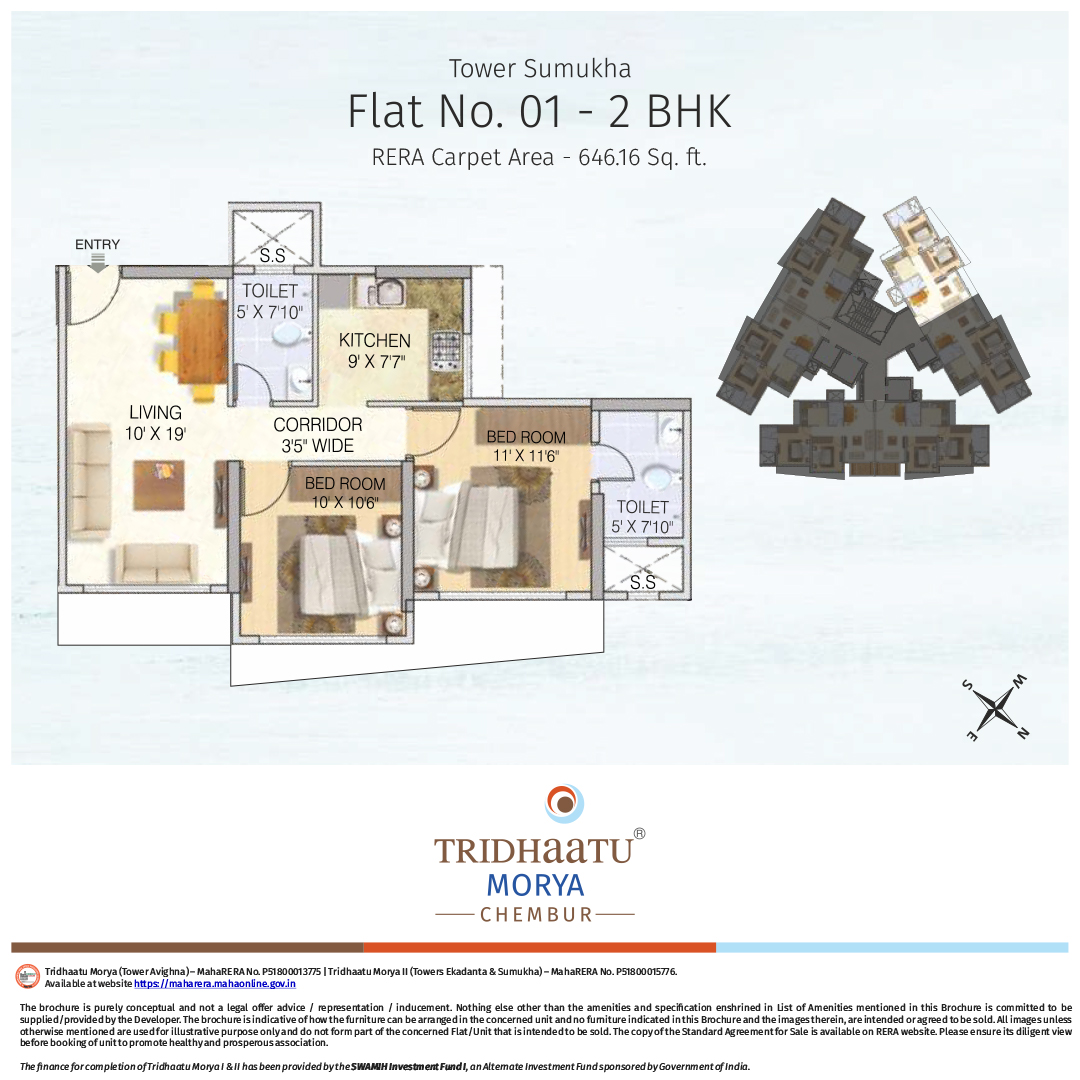 Tower Sumukha
Flat No. 01 - 2 BHK
RERA Carpet Area - 646.16 Sq. ft.
ENTRY
S.S
TOILET
5' X 7'10"
KITCHEN
9' X 7'7"
LIVING
10' X 19'
CORRIDOR
3'5" WIDE
BED ROOM
11' X 11'6"
BED ROOM
10' X 10'6"
TOILET
5' X 7'10"
S.S
S
W
E
N
TRIDHaaTU®
MORYA
CHEMBUR
Tridhaatu Morya (Tower Avighna) – MahaRERA No. P51800013775 | Tridhaatu Morya II (Towers Ekadanta & Sumukha) – MahaRERA No. P51800015776.
Available at website https://maharera.mahaonline.gov.in
The brochure is purely conceptual and not a legal offer advice / representation / inducement. Nothing else other than the amenities and specification enshrined in List of Amenities mentioned in this Brochure is committed to be
supplied/provided by the Developer. The brochure is indicative of how the furniture can be arranged in the concerned unit and no furniture indicated in this Brochure and the images therein, are intended or agreed to be sold. All images unless
otherwise mentioned are used for illustrative purpose only and do not form part of the concerned Flat/Unit that is intended to be sold. The copy of the Standard Agreement for Sale is available on RERA website. Please ensure its diligent view
before booking of unit to promote healthy and prosperous association.
The finance for completion of Tridhaatu Morya I & II has been provided by the SWAMIH Investment Fund I, an Alternate Investment Fund sponsored by Government of India.